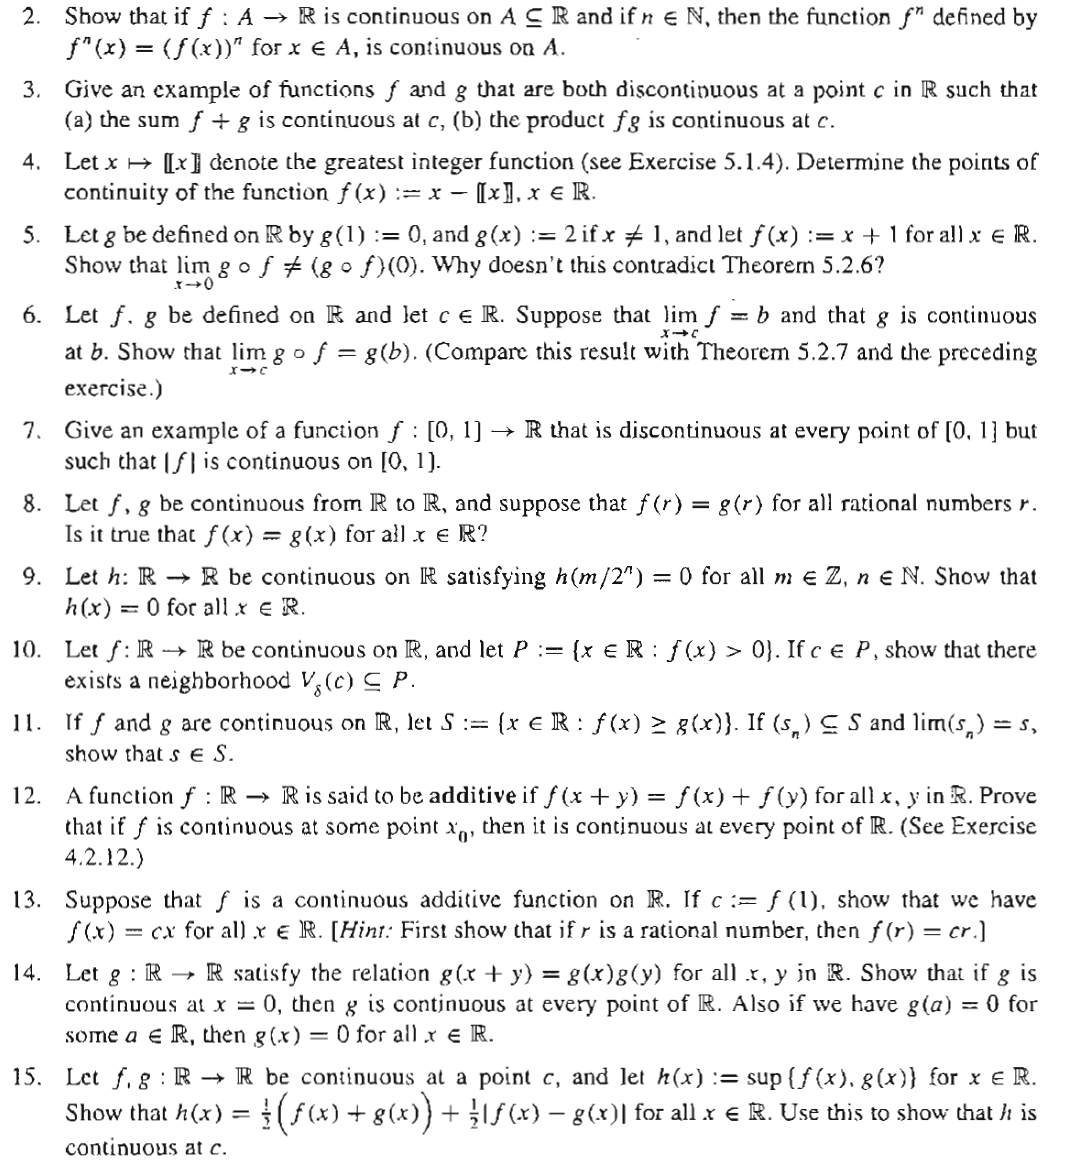 2. Show that if f : A → ℝ is continuous on A ⊆ ℝ and if n ∈ ℕ, then the function fⁿ defined by
fⁿ(x) = (f(x))ⁿ for x ∈ A, is continuous on A.
3. Give an example of functions f and g that are both discontinuous at a point c in ℝ such that
(a) the sum f + g is continuous at c, (b) the product fg is continuous at c.
4. Let x ↦ ⟦x⟧ denote the greatest integer function (see Exercise 5.1.4). Determine the points of
continuity of the function f(x) := x − ⟦x⟧, x ∈ ℝ.
5. Let g be defined on ℝ by g(1) := 0, and g(x) := 2 if x ≠ 1, and let f(x) := x + 1 for all x ∈ ℝ.
Show that lim g ∘ f ≠ (g ∘ f)(0). Why doesn't this contradict Theorem 5.2.6?
x→0
6. Let f, g be defined on ℝ and let c ∈ ℝ. Suppose that lim f = b and that g is continuous
x→c
at b. Show that lim g ∘ f = g(b). (Compare this result with Theorem 5.2.7 and the preceding
x→c
exercise.)
7. Give an example of a function f : [0, 1] → ℝ that is discontinuous at every point of [0, 1] but
such that |f| is continuous on [0, 1].
8. Let f, g be continuous from ℝ to ℝ, and suppose that f(r) = g(r) for all rational numbers r.
Is it true that f(x) = g(x) for all x ∈ ℝ?
9. Let h: ℝ → ℝ be continuous on ℝ satisfying h(m/2ⁿ) = 0 for all m ∈ ℤ, n ∈ ℕ. Show that
h(x) = 0 for all x ∈ ℝ.
10. Let f: ℝ → ℝ be continuous on ℝ, and let P := {x ∈ ℝ : f(x) > 0}. If c ∈ P, show that there
exists a neighborhood V_δ(c) ⊆ P.
11. If f and g are continuous on ℝ, let S := {x ∈ ℝ : f(x) ≥ g(x)}. If (sₙ) ⊆ S and lim(sₙ) = s,
show that s ∈ S.
12. A function f : ℝ → ℝ is said to be additive if f(x + y) = f(x) + f(y) for all x, y in ℝ. Prove
that if f is continuous at some point x₀, then it is continuous at every point of ℝ. (See Exercise
4.2.12.)
13. Suppose that f is a continuous additive function on ℝ. If c := f(1), show that we have
f(x) = cx for all x ∈ ℝ. [Hint: First show that if r is a rational number, then f(r) = cr.]
14. Let g : ℝ → ℝ satisfy the relation g(x + y) = g(x)g(y) for all x, y in ℝ. Show that if g is
continuous at x = 0, then g is continuous at every point of ℝ. Also if we have g(a) = 0 for
some a ∈ ℝ, then g(x) = 0 for all x ∈ ℝ.
15. Let f, g : ℝ → ℝ be continuous at a point c, and let h(x) := sup {f(x), g(x)} for x ∈ ℝ.
Show that h(x) = ½(f(x) + g(x)) + ½|f(x) − g(x)| for all x ∈ ℝ. Use this to show that h is
continuous at c.